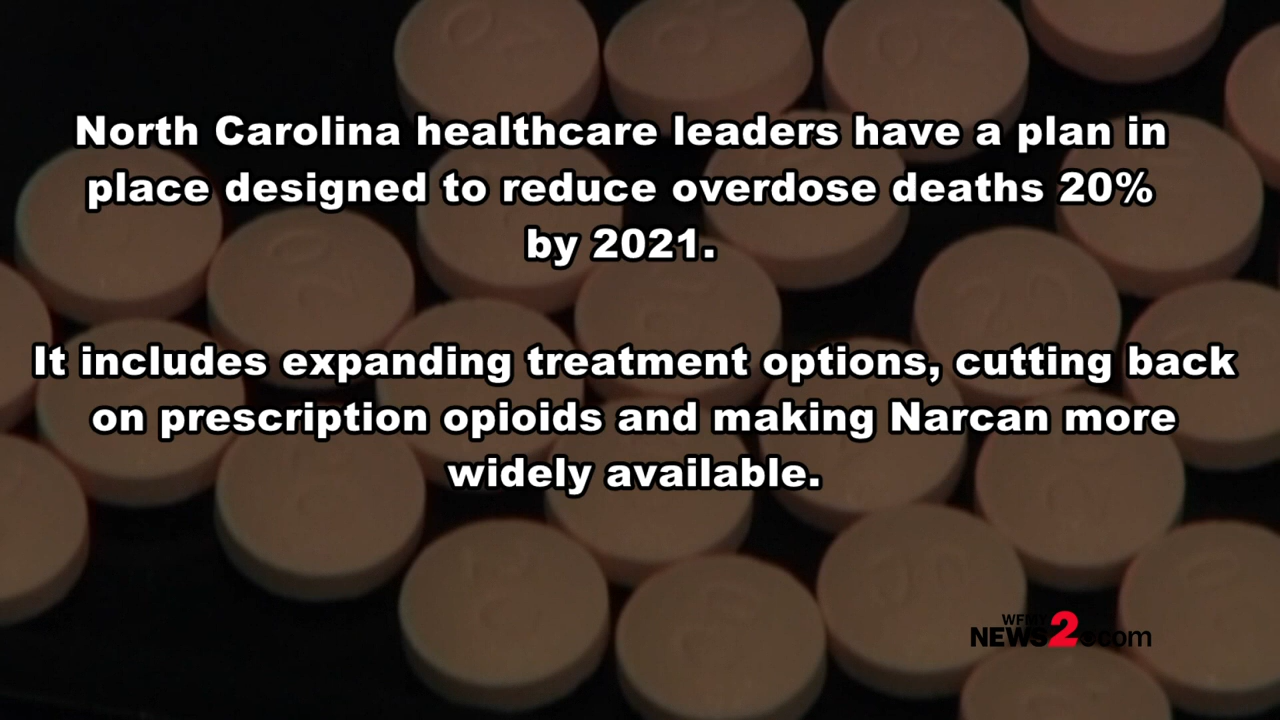 North Carolina healthcare leaders have a plan in
place designed to reduce overdose deaths 20%
by 2021.
It includes expanding treatment options, cutting back
on prescription opioids and making Narcan more
widely available.
WFMY
NEWS2.com